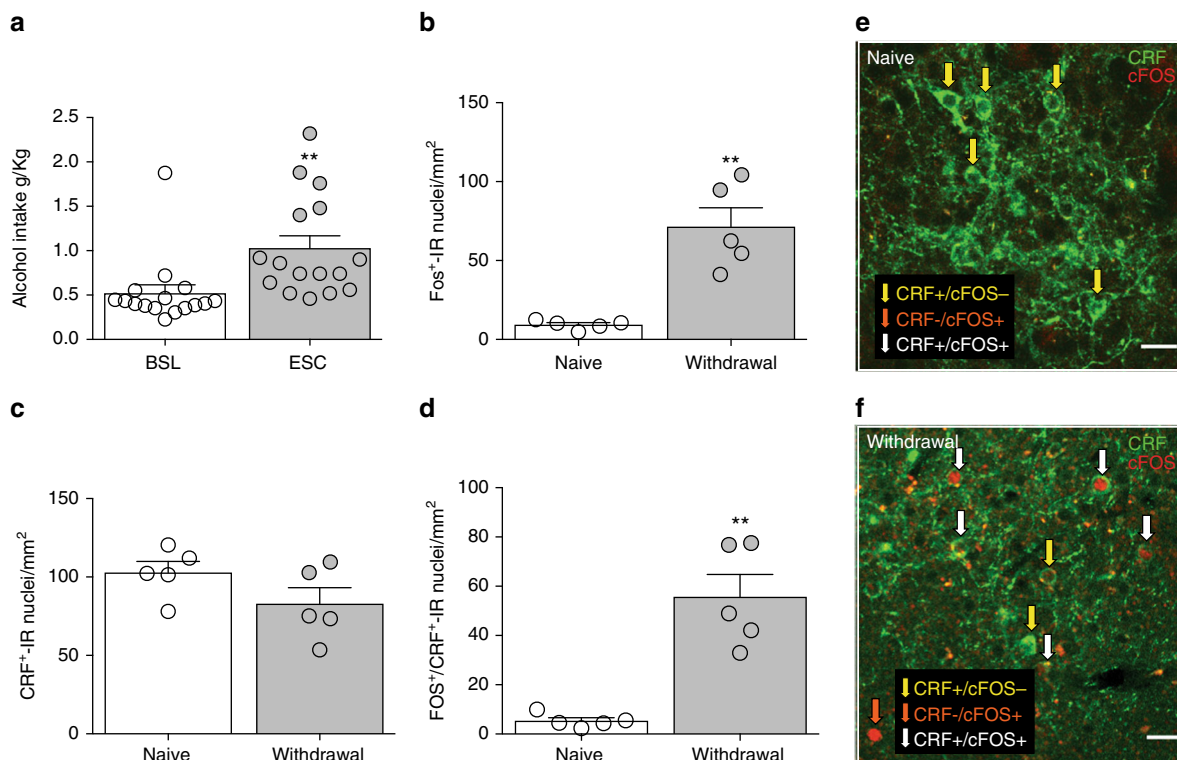 a
Alcohol intake g/Kg
2.5
2.0
1.5
1.0
0.5
0.0
**
BSL
ESC
b
Fos⁺-IR nuclei/mm²
150
100
50
0
**
Naive
Withdrawal
c
CRF⁺-IR nuclei/mm²
150
100
50
0
Naive
Withdrawal
d
FOS⁺/CRF⁺-IR nuclei/mm²
100
80
60
40
20
0
**
Naive
Withdrawal
e
Naive
CRF
cFOS
CRF+/cFOS–
CRF-/cFOS+
CRF+/cFOS+
f
Withdrawal
CRF
cFOS
CRF+/cFOS–
CRF-/cFOS+
CRF+/cFOS+